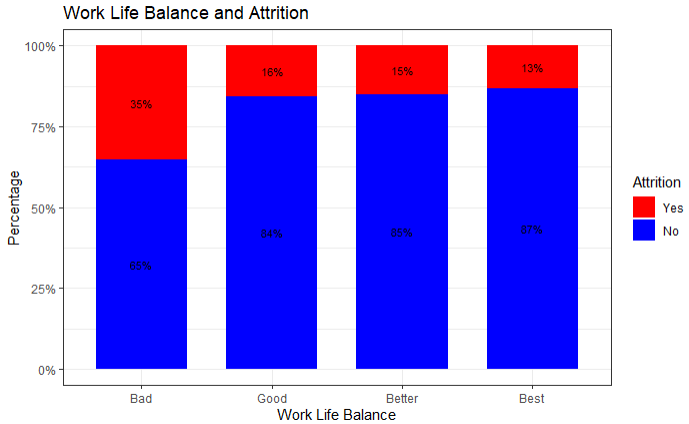 Work Life Balance and Attrition
100%
75%
50%
25%
0%
Percentage
35%
16%
15%
13%
65%
84%
85%
87%
Bad
Good
Better
Best
Work Life Balance
Attrition
Yes
No